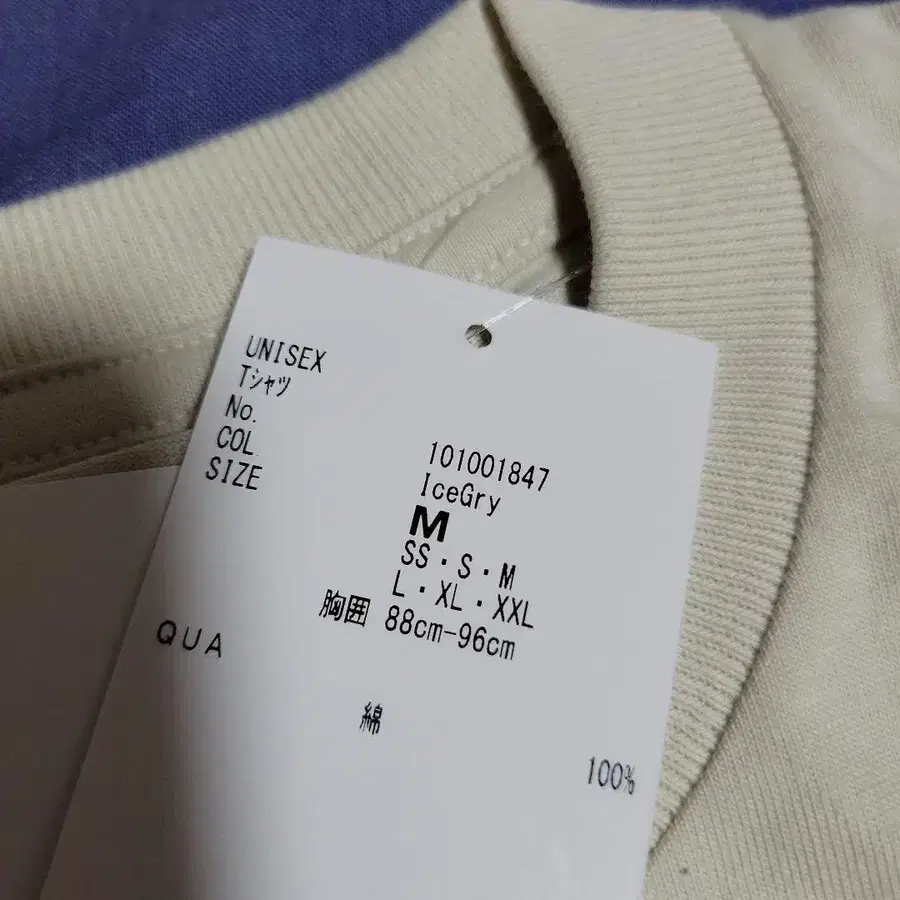 UNISEX
Tシャツ
No. 101001847
COL IceGry
SIZE M
SS・S・M
L・XL・XXL
胸囲 88cm-96cm
QUA
綿 100%